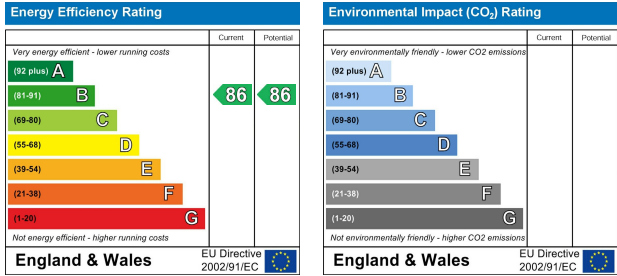 Energy Efficiency Rating
Current Potential
Very energy efficient - lower running costs
(92 plus) A
(81-91) B 86 86
(69-80) C
(55-68) D
(39-54) E
(21-38) F
(1-20) G
Not energy efficient - higher running costs
England & Wales
EU Directive
2002/91/EC
Environmental Impact (CO₂) Rating
Current Potential
Very environmentally friendly - lower CO2 emissions
(92 plus) A
(81-91) B
(69-80) C
(55-68) D
(39-54) E
(21-38) F
(1-20) G
Not environmentally friendly - higher CO2 emissions
England & Wales
EU Directive
2002/91/EC